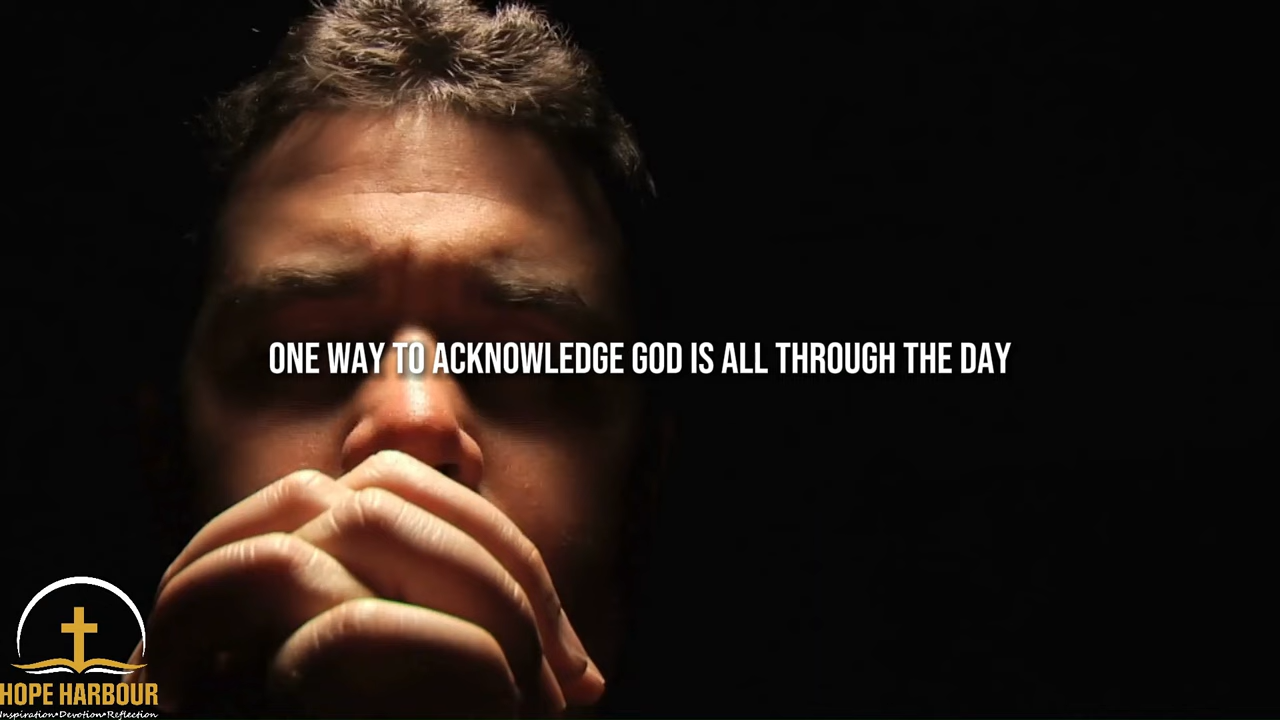 ONE WAY TO ACKNOWLEDGE GOD IS ALL THROUGH THE DAY
HOPE HARBOUR
Inspiration•Devotion•Reflection